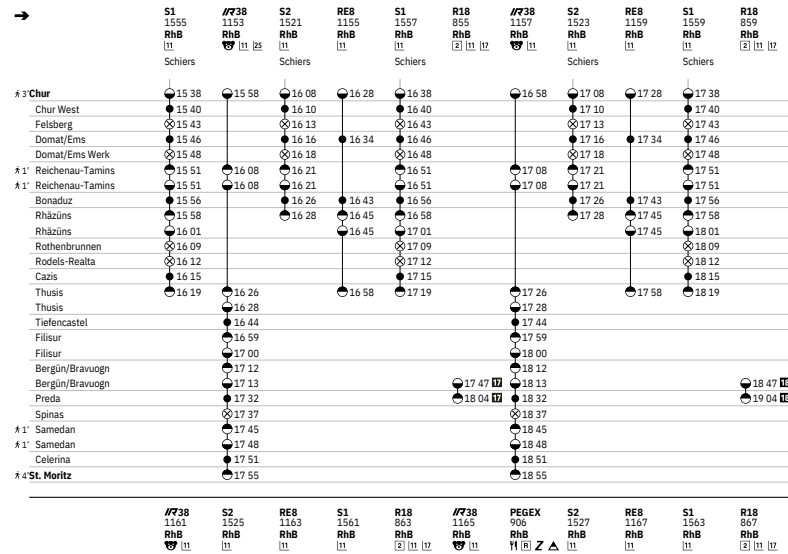 ➔ S1 IR38 S2 RE8 S1 R18 IR38 S2 RE8 S1 R18
1555 1153 1521 1155 1557 855 1157 1523 1159 1559 859
RhB RhB RhB RhB RhB RhB RhB RhB RhB RhB RhB
11 11 25 11 11 11 2 11 17 11 11 11 11 2 11 17
Schiers Schiers Schiers Schiers Schiers
3' Chur 15 38 15 58 16 08 16 28 16 38 16 58 17 08 17 28 17 38
Chur West 15 40 16 10 16 40 17 10 17 40
Felsberg 15 43 16 13 16 43 17 13 17 43
Domat/Ems 15 46 16 16 16 34 16 46 17 16 17 34 17 46
Domat/Ems Werk 15 48 16 18 16 48 17 18 17 48
1' Reichenau-Tamins 15 51 16 08 16 21 16 51 17 08 17 21 17 51
1' Reichenau-Tamins 15 51 16 08 16 21 16 51 17 08 17 21 17 51
Bonaduz 15 56 16 26 16 43 16 56 17 26 17 43 17 56
Rhäzüns 15 58 16 28 16 45 16 58 17 28 17 45 17 58
Rhäzüns 16 01 16 45 17 01 17 45 18 01
Rothenbrunnen 16 09 17 09 18 09
Rodels-Realta 16 12 17 12 18 12
Cazis 16 15 17 15 18 15
Thusis 16 19 16 26 16 58 17 19 17 26 17 58 18 19
Thusis 16 28 17 28
Tiefencastel 16 44 17 44
Filisur 16 59 17 59
Filisur 17 00 18 00
Bergün/Bravuogn 17 12 18 12
Bergün/Bravuogn 17 13 17 47 17 18 13 18 47 18
Preda 17 32 18 04 17 18 32 19 04 18
Spinas 17 37 18 37
1' Samedan 17 45 18 45
1' Samedan 17 48 18 48
Celerina 17 51 18 51
4' St. Moritz 17 55 18 55
IR38 S2 RE8 S1 R18 IR38 PEGEX S2 RE8 S1 R18
1161 1525 1163 1561 863 1165 906 1527 1167 1563 867
RhB RhB RhB RhB RhB RhB RhB RhB RhB RhB RhB
11 11 11 11 2 11 17 11 R Z 11 11 11 2 11 17